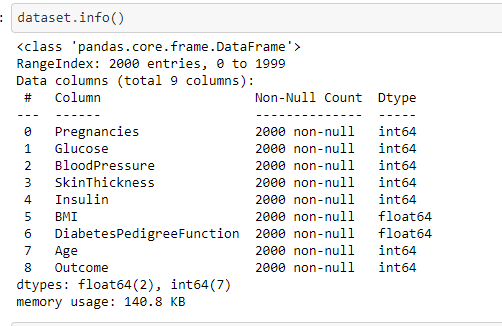 : dataset.info()
<class 'pandas.core.frame.DataFrame'>
RangeIndex: 2000 entries, 0 to 1999
Data columns (total 9 columns):
 #   Column                    Non-Null Count  Dtype
---  ------                    --------------  -----
 0   Pregnancies               2000 non-null   int64
 1   Glucose                   2000 non-null   int64
 2   BloodPressure             2000 non-null   int64
 3   SkinThickness             2000 non-null   int64
 4   Insulin                   2000 non-null   int64
 5   BMI                       2000 non-null   float64
 6   DiabetesPedigreeFunction  2000 non-null   float64
 7   Age                       2000 non-null   int64
 8   Outcome                   2000 non-null   int64
dtypes: float64(2), int64(7)
memory usage: 140.8 KB